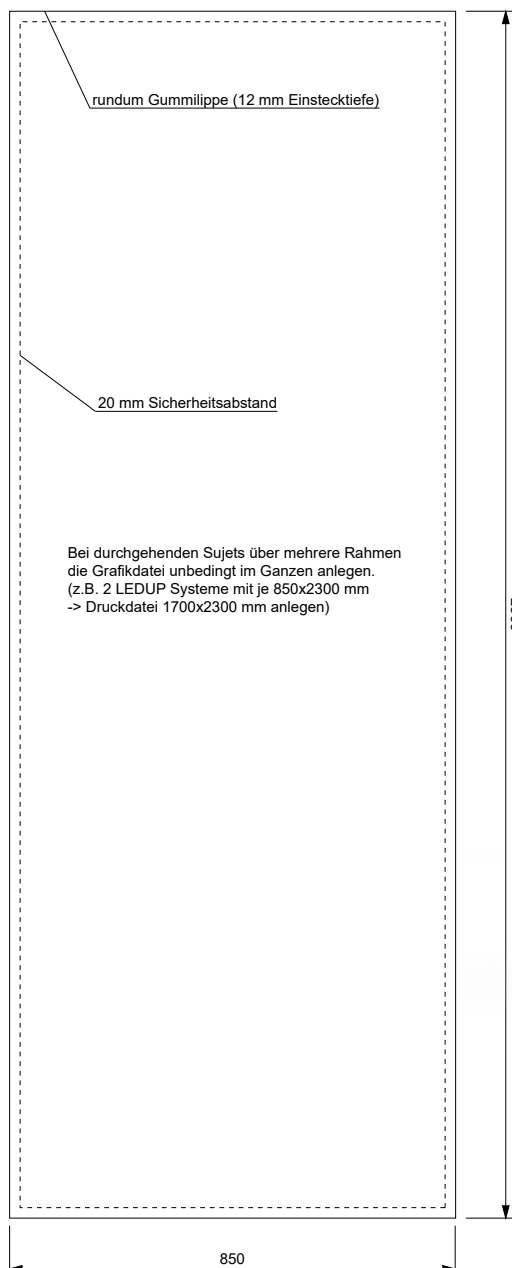 rundum Gummilippe (12 mm Einstecktiefe)
20 mm Sicherheitsabstand
Bei durchgehenden Sujets über mehrere Rahmen
die Grafikdatei unbedingt im Ganzen anlegen.
(z.B. 2 LEDUP Systeme mit je 850x2300 mm
-> Druckdatei 1700x2300 mm anlegen)
850